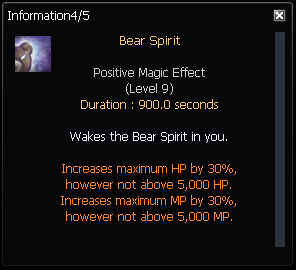 Information4/5
Bear Spirit
Positive Magic Effect
(Level 9)
Duration : 900.0 seconds
Wakes the Bear Spirit in you.
Increases maximum HP by 30%,
however not above 5,000 HP.
Increases maximum MP by 30%,
however not above 5,000 MP.